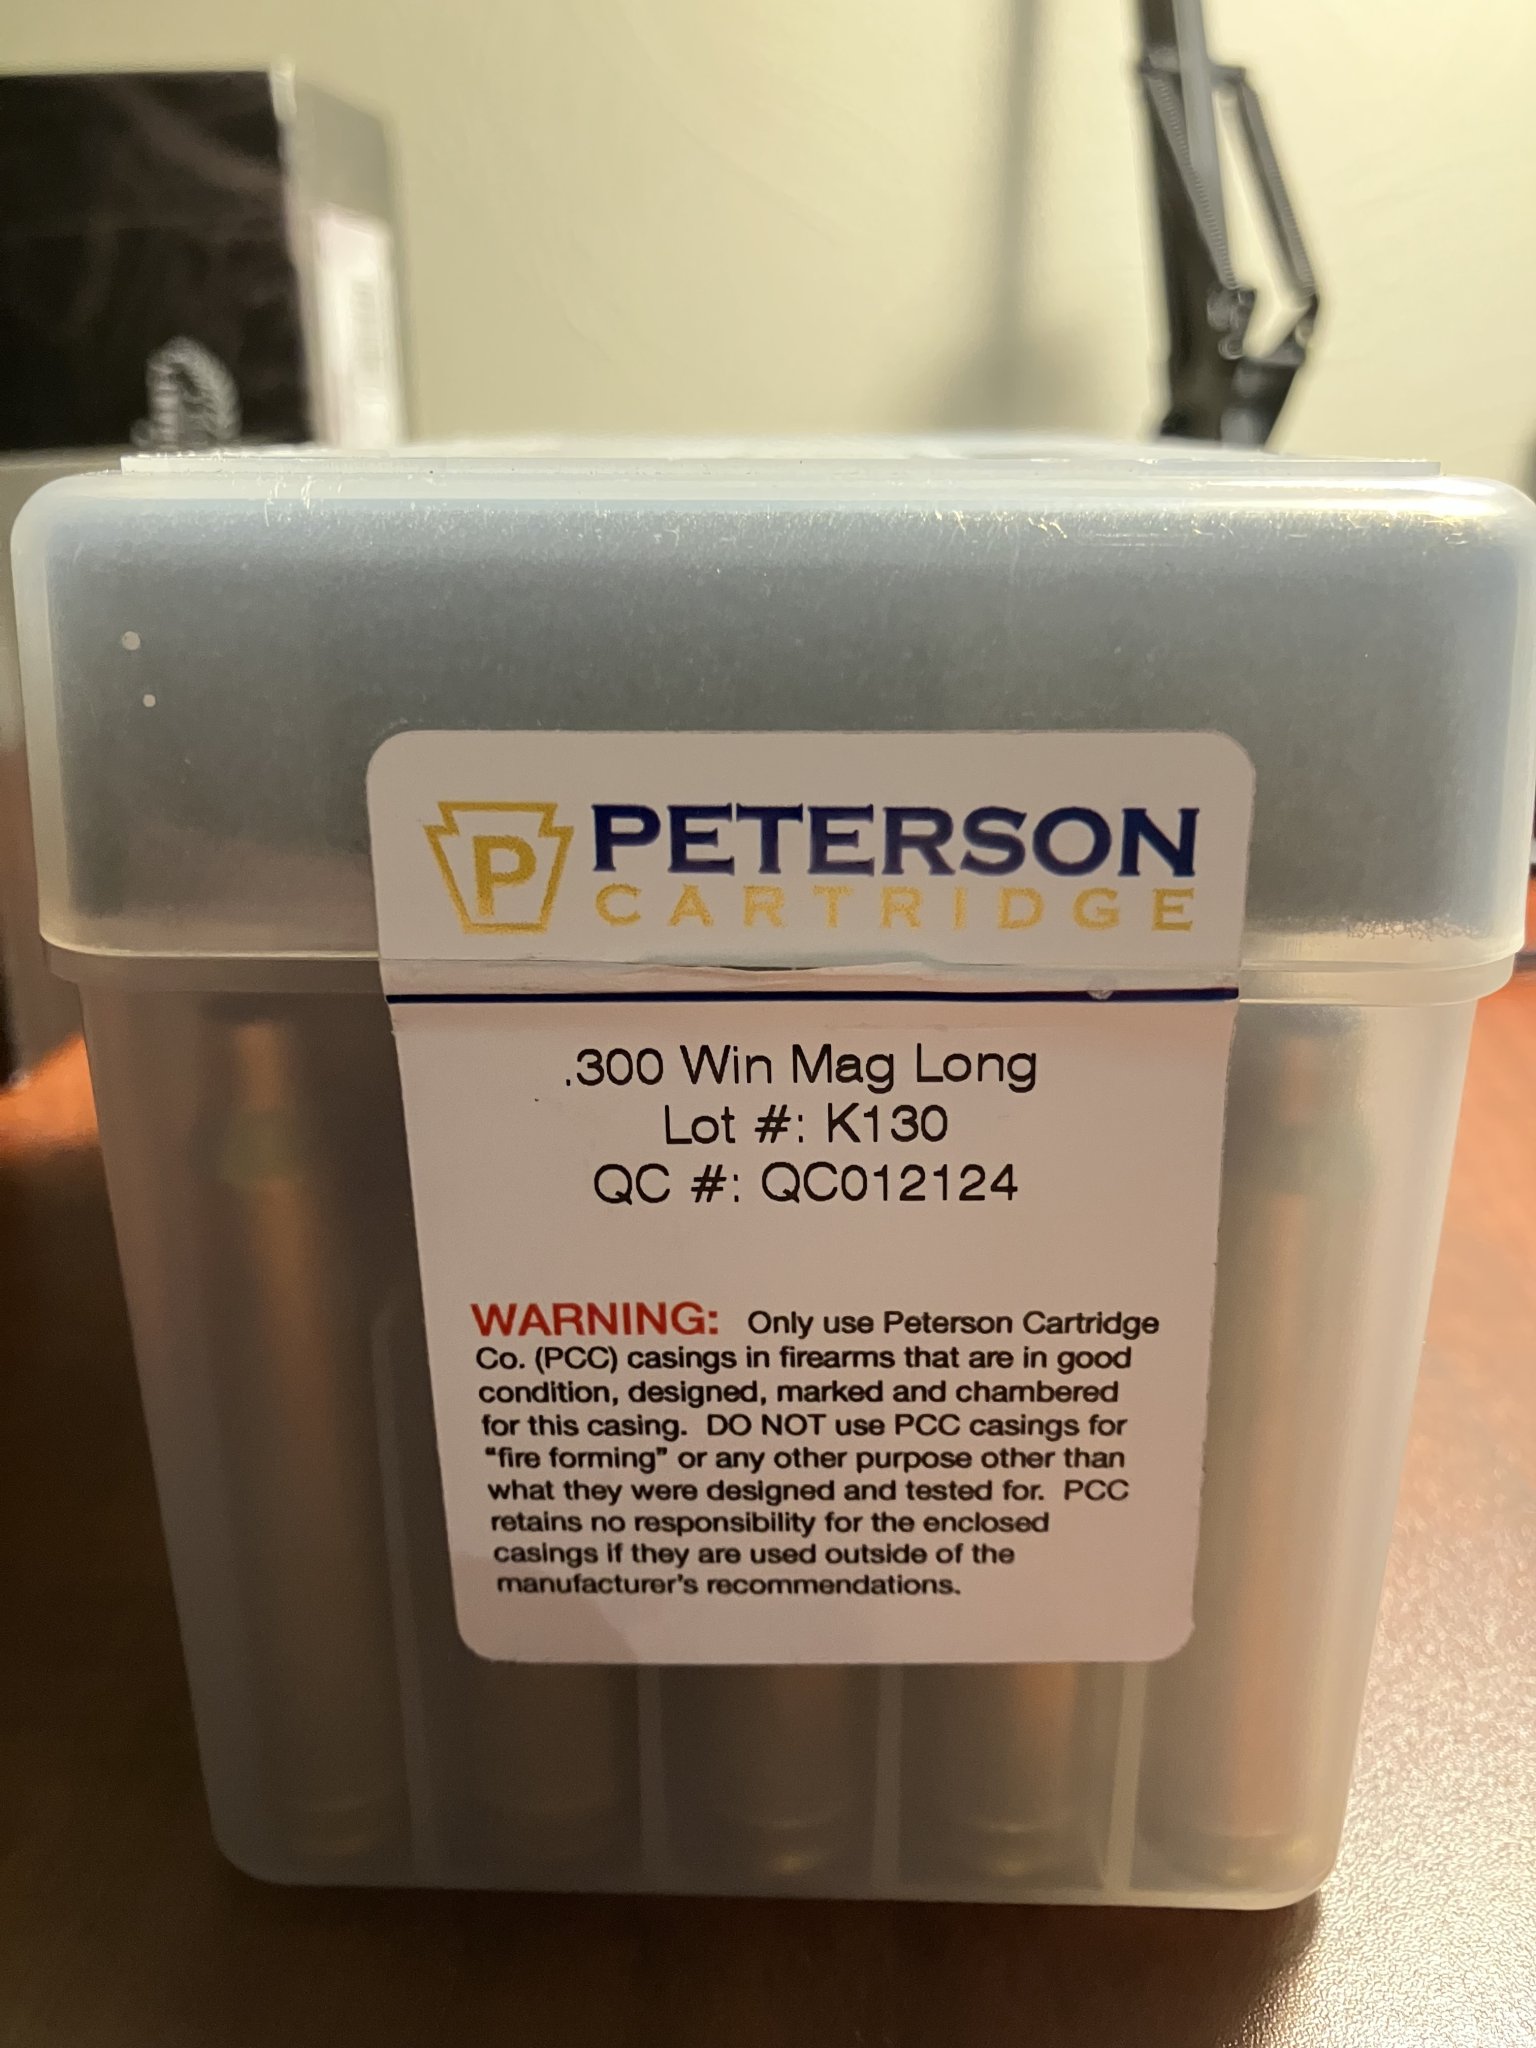 P PETERSON
CARTRIDGE
.300 Win Mag Long
Lot #: K130
QC #: QC012124
WARNING: Only use Peterson Cartridge
Co. (PCC) casings in firearms that are in good
condition, designed, marked and chambered
for this casing. DO NOT use PCC casings for
"fire forming" or any other purpose other than
what they were designed and tested for. PCC
retains no responsibility for the enclosed
casings if they are used outside of the
manufacturer's recommendations.